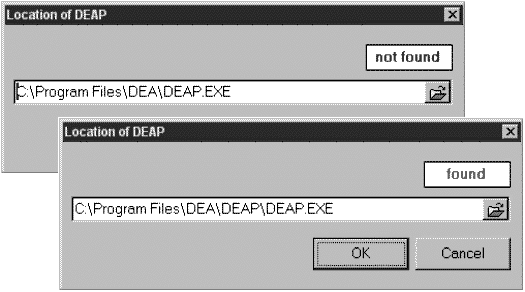 Location of DEAP
not found
C:\Program Files\DEA\DEAP.EXE
Location of DEAP
found
C:\Program Files\DEA\DEAP\DEAP.EXE
OK
Cancel